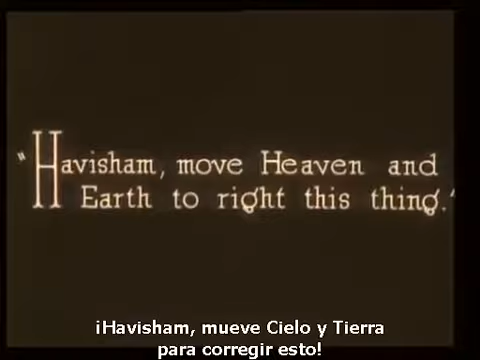 "Havisham, move Heaven and
Earth to right this thing."
¡Havisham, mueve Cielo y Tierra
para corregir esto!